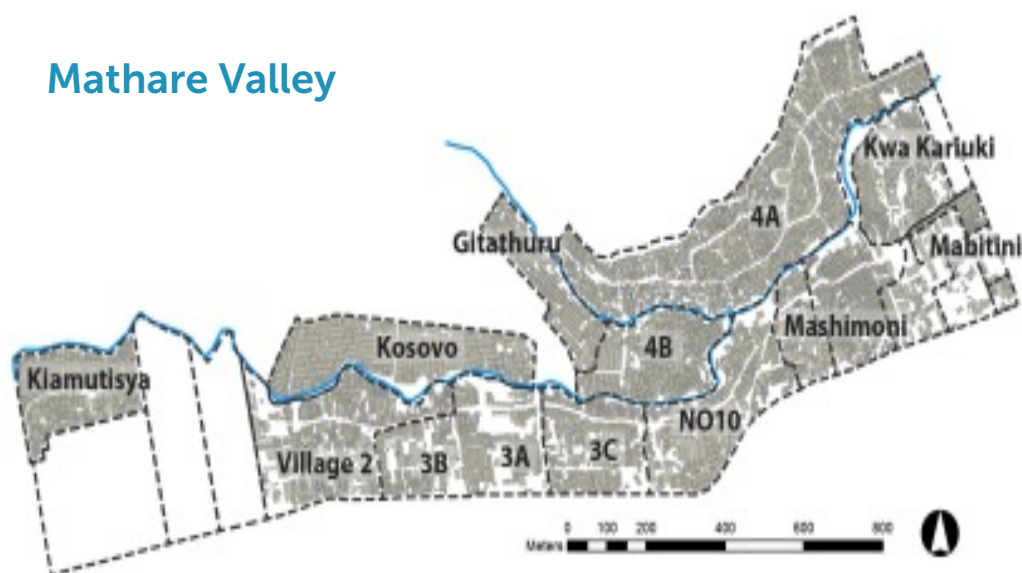 Mathare Valley
Kwa Kariuki
4A
Gitathuru
Mabitini
Mashimoni
4B
Kosovo
Kiamutisya
NO10
3C
3A
3B
Village 2
0 100 200 400 600 800
Meters